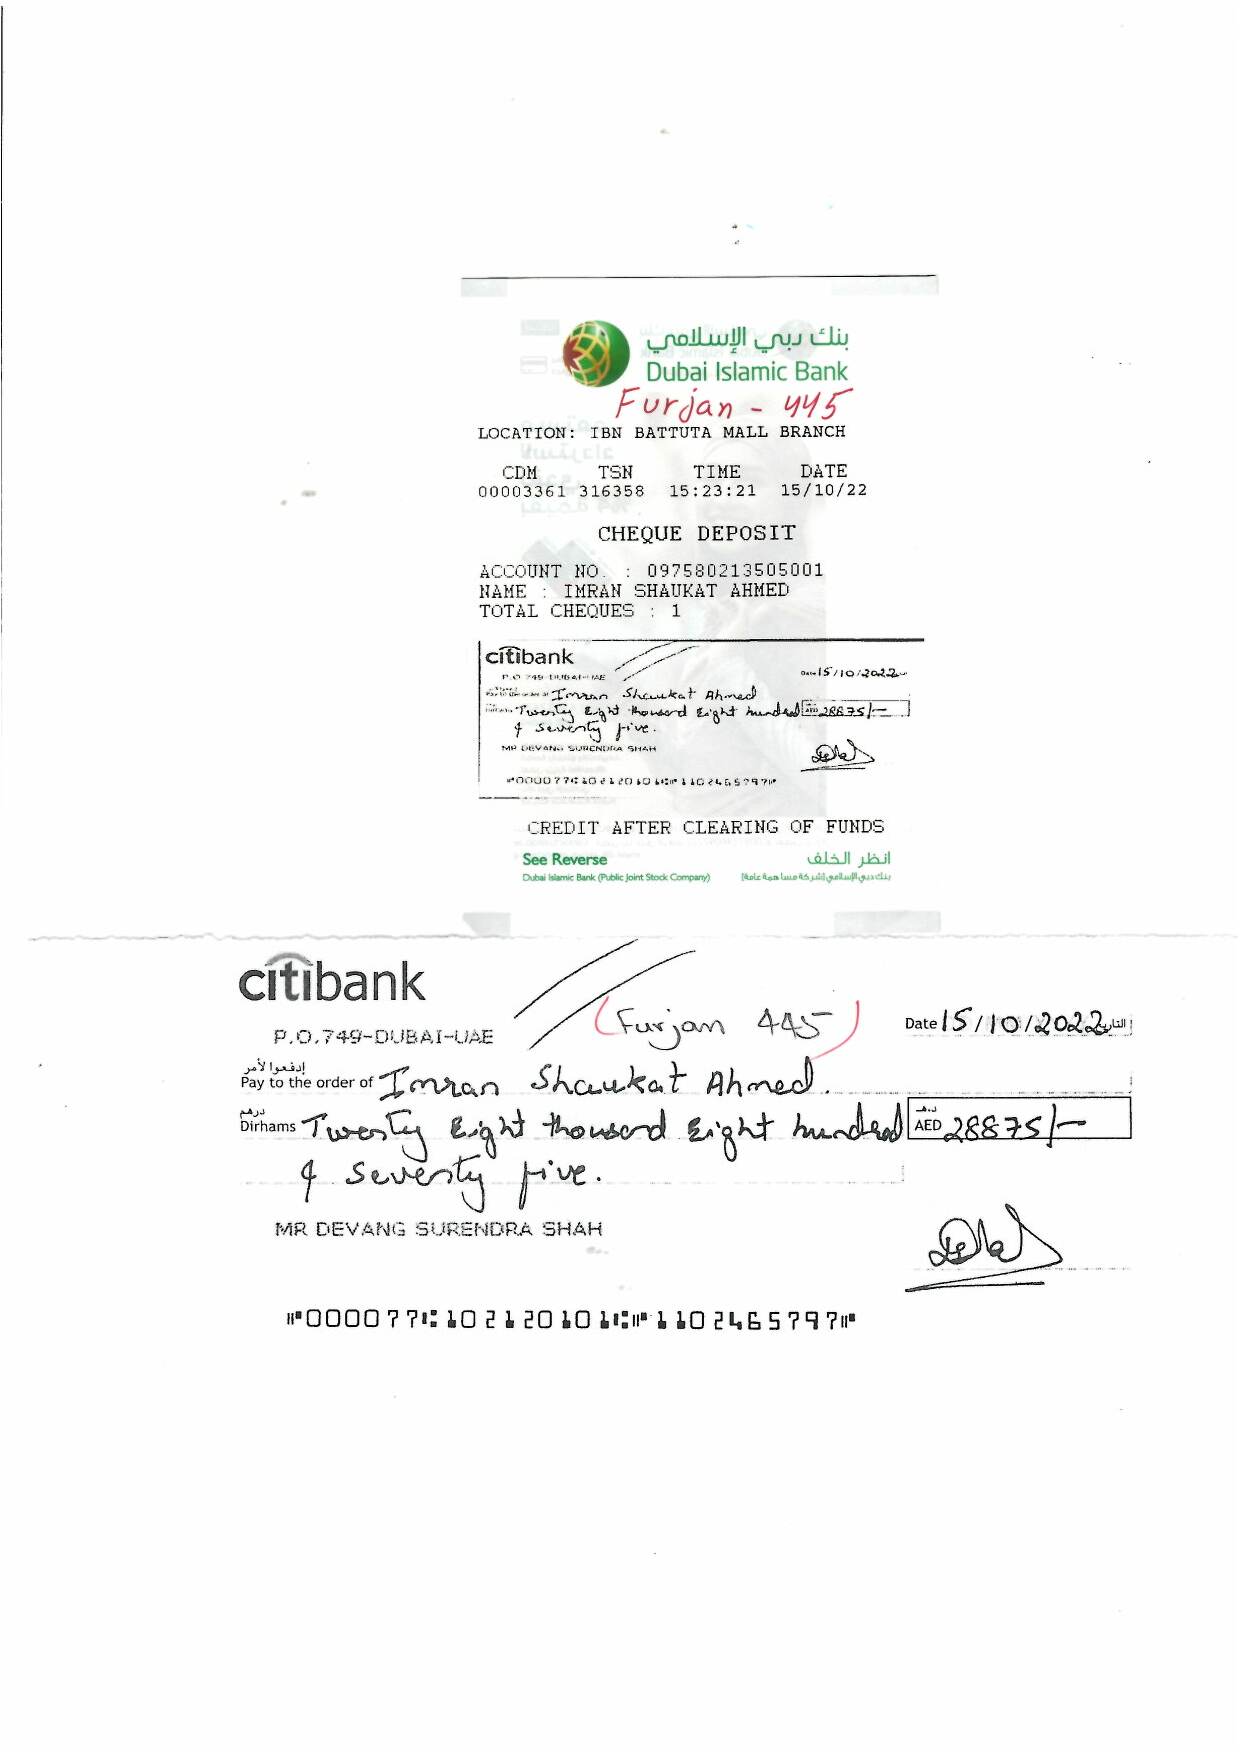 بنك دبي الإسلامي
Dubai Islamic Bank
Furjan - 445
LOCATION: IBN BATTUTA MALL BRANCH
CDM TSN TIME DATE
00003361 316358 15:23:21 15/10/22
CHEQUE DEPOSIT
ACCOUNT NO. : 097580213505001
NAME : IMRAN SHAUKAT AHMED
TOTAL CHEQUES : 1
citibank
P.O.749-DUBAI-UAE
Date 15/10/2022
Pay to the order of Imran Shaukat Ahmed
Twenty Eight thousand Eight hundred AED 28875/-
& seventy five.
MR DEVANG SURENDRA SHAH
⑈000077⑆102120101⑆⑈1102465797⑈
CREDIT AFTER CLEARING OF FUNDS
See Reverse انظر الخلف
Dubai Islamic Bank (Public Joint Stock Company) بنك دبي الإسلامي (شركة مساهمة عامة)
citibank
(Furjan 445)
P.O.749-DUBAI-UAE
Date 15/10/2022 التاريخ
إدفعوا لأمر
Pay to the order of Imran Shaukat Ahmed.
درهم
Dirhams Twenty Eight thousand Eight hundred AED 28875/-
& seventy five.
MR DEVANG SURENDRA SHAH
⑈000077⑆102120101⑆⑈1102465797⑈